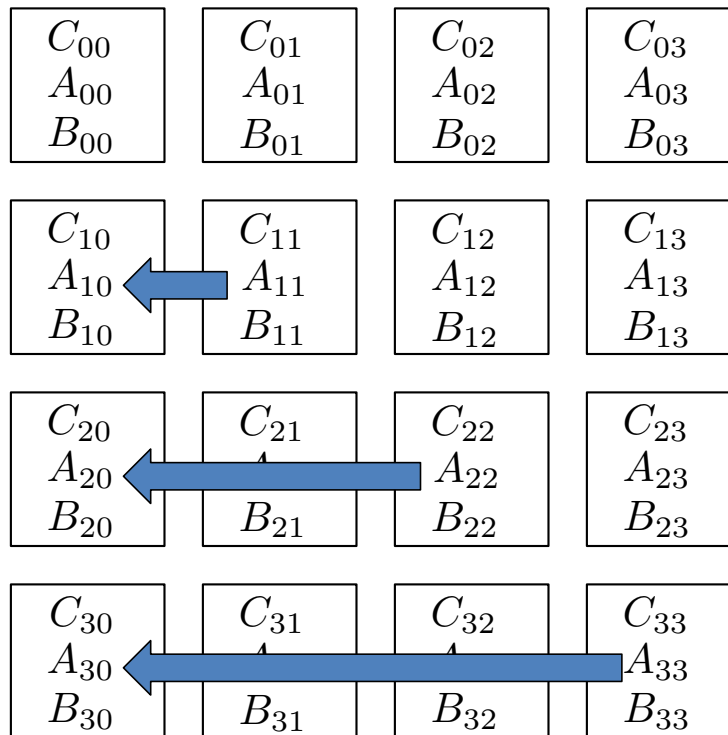 C₀₀ C₀₁ C₀₂ C₀₃
A₀₀ A₀₁ A₀₂ A₀₃
B₀₀ B₀₁ B₀₂ B₀₃
C₁₀ C₁₁ C₁₂ C₁₃
A₁₀ A₁₁ A₁₂ A₁₃
B₁₀ B₁₁ B₁₂ B₁₃
C₂₀ C₂₁ C₂₂ C₂₃
A₂₀ A₂₂ A₂₃
B₂₀ B₂₁ B₂₂ B₂₃
C₃₀ C₃₁ C₃₂ C₃₃
A₃₀ A₃₃
B₃₀ B₃₁ B₃₂ B₃₃